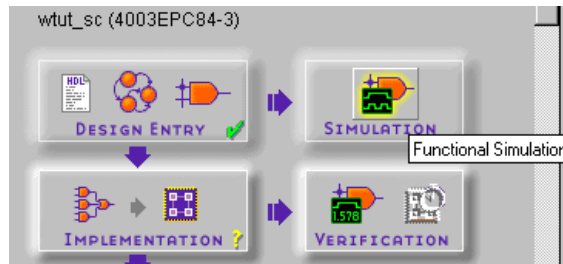 wtut_sc (4003EPC84-3)
HDL
DESIGN ENTRY
SIMULATION
Functional Simulation
1.578
IMPLEMENTATION ?
VERIFICATION